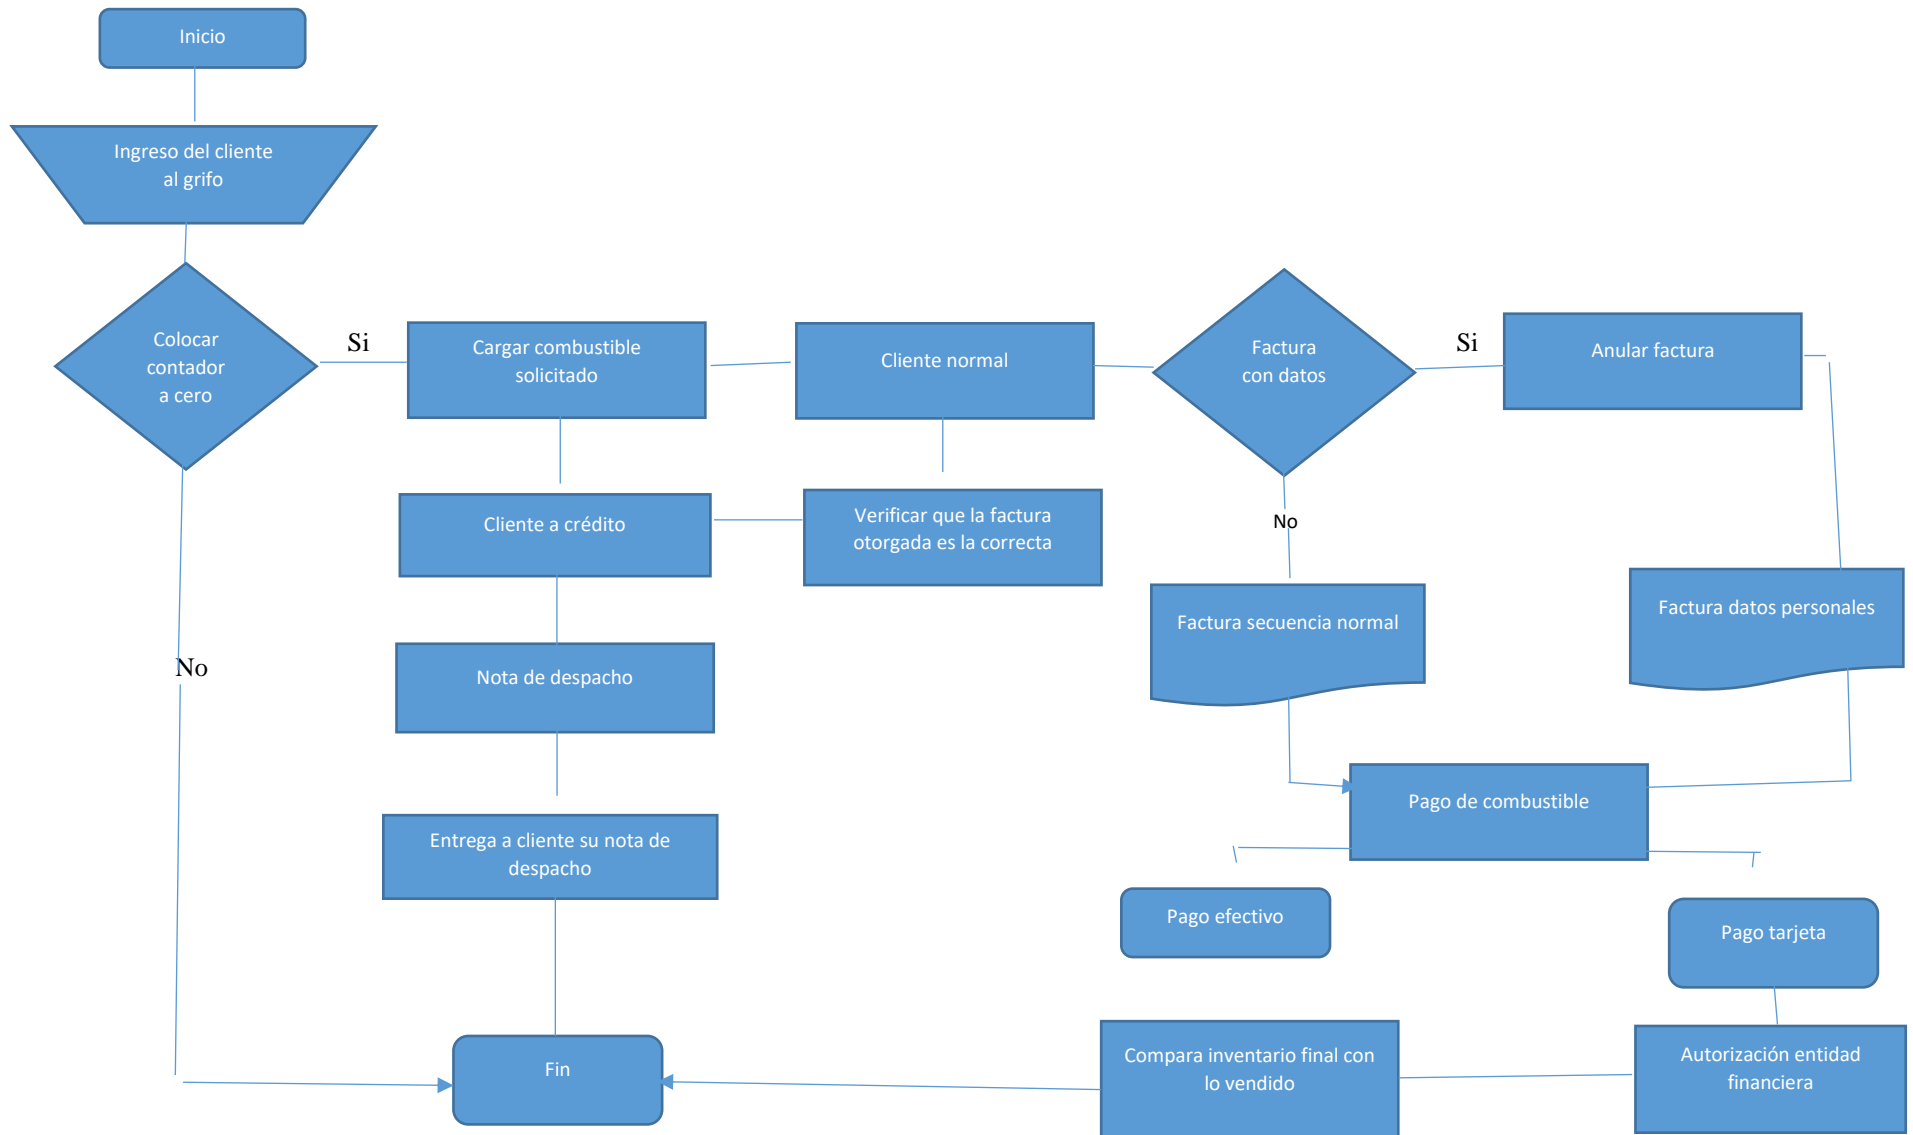 Inicio
Ingreso del cliente
al grifo
Colocar
contador
a cero
Si
Cargar combustible
solicitado
Cliente normal
Factura
con datos
Si
Anular factura
Cliente a crédito
Verificar que la factura
otorgada es la correcta
No
Factura secuencia normal
Factura datos personales
No
Nota de despacho
Pago de combustible
Entrega a cliente su nota de
despacho
Pago efectivo
Pago tarjeta
Fin
Compara inventario final con
lo vendido
Autorización entidad
financiera